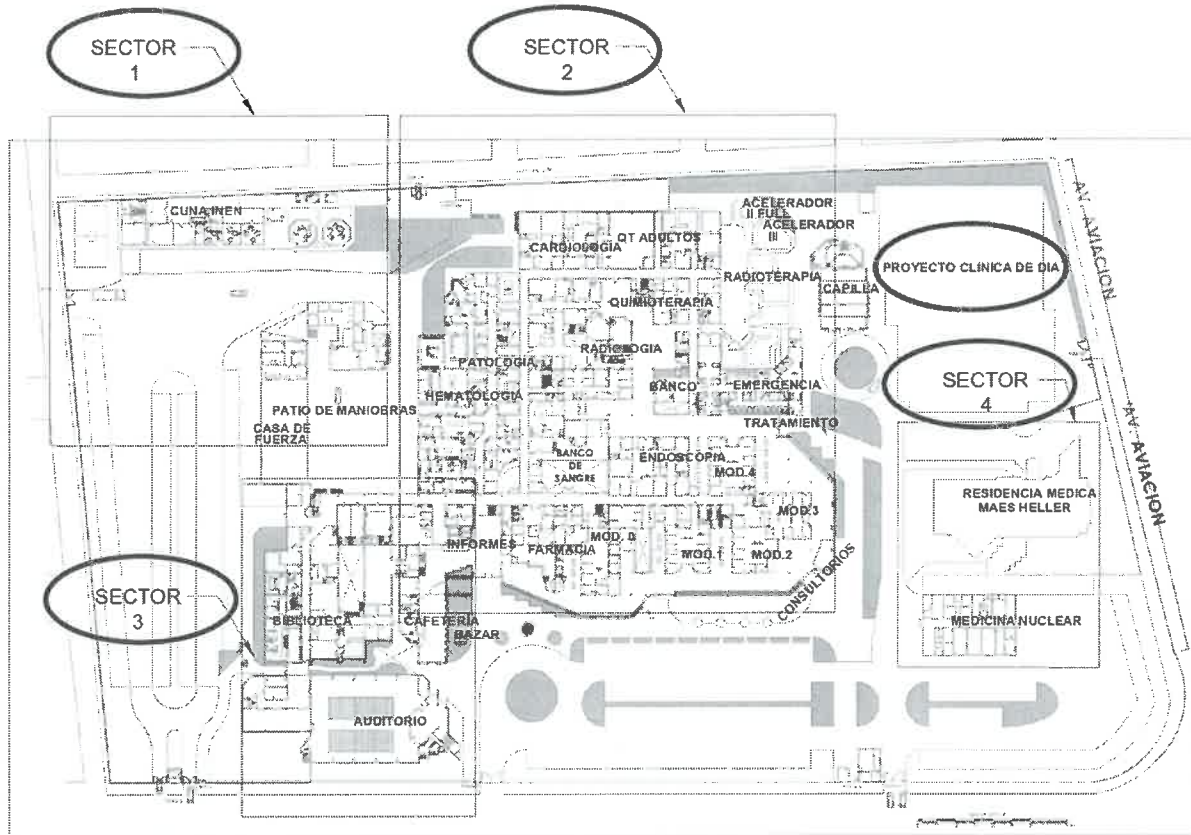 SECTOR
1
SECTOR
2
CUNA INEN
ACELERADOR
II FULL
ACELERADOR
III
CARDIOLOGIA
QT ADULTOS
RADIOTERAPIA
CAPILLA
PROYECTO CLÍNICA DE DIA
AV. AVIACION
QUIMIOTERAPIA
RADIOLOGIA
PATOLOGIA
BANCO
EMERGENCIA
HEMATOLOGIA
TRATAMIENTO
SECTOR
4
PATIO DE MANIOBRAS
CASA DE
FUERZA
BANCO
DE
SANGRE
ENDOSCOPIA
MOD.4
AV. AVIACION
RESIDENCIA MEDICA
MAES HELLER
MOD.3
INFORMES
FARMACIA
MOD. 0
MOD.1
MOD.2
CONSULTORIOS
SECTOR
3
BIBLIOTECA
CAFETERIA
BAZAR
MEDICINA NUCLEAR
AUDITORIO